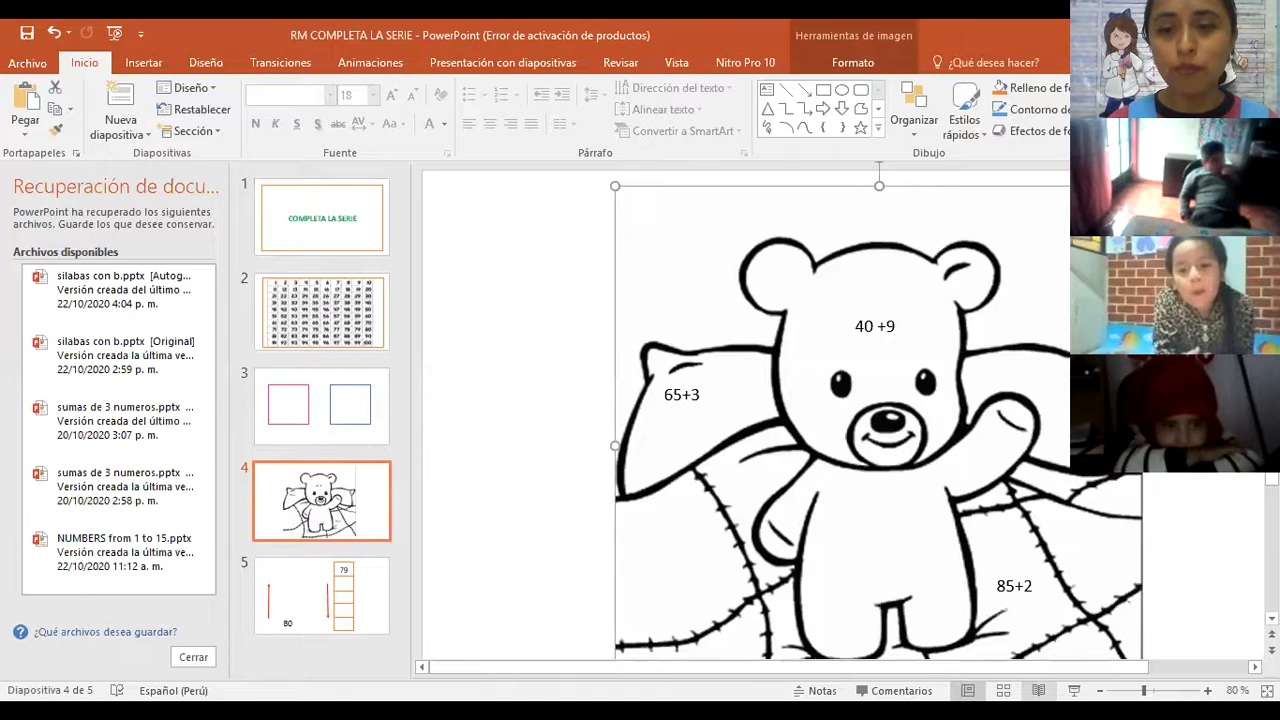 RM COMPLETA LA SERIE - PowerPoint (Error de activación de productos)
Herramientas de imagen
Archivo Inicio Insertar Diseño Transiciones Animaciones Presentación con diapositivas Revisar Vista Nitro Pro 10 Formato ¿Qué desea hacer?
Pegar
Nueva diapositiva
Diseño
Restablecer
Sección
18
N K S S abc AV Aa A
Dirección del texto
Alinear texto
Convertir a SmartArt
Organizar
Estilos rápidos
Relleno de
Contorno de
Efectos de
Portapapeles Diapositivas Fuente Párrafo Dibujo
Recuperación de docu...
PowerPoint ha recuperado los siguientes
archivos. Guarde los que desee conservar.
Archivos disponibles
silabas con b.pptx [Autog...
Versión creada del último ...
22/10/2020 4:04 p. m.
silabas con b.pptx [Original]
Versión creada la última ve...
22/10/2020 2:59 p. m.
sumas de 3 numeros.pptx ...
Versión creada del último ...
20/10/2020 3:07 p. m.
sumas de 3 numeros.pptx ...
Versión creada la última ve...
20/10/2020 2:58 p. m.
NUMBERS from 1 to 15.pptx
Versión creada la última ve...
22/10/2020 11:12 a. m.
¿Qué archivos desea guardar?
Cerrar
1
COMPLETA LA SERIE
2
3
4
5
79
80
40 +9
65+3
85+2
Diapositiva 4 de 5
Español (Perú)
Notas
Comentarios
80 %